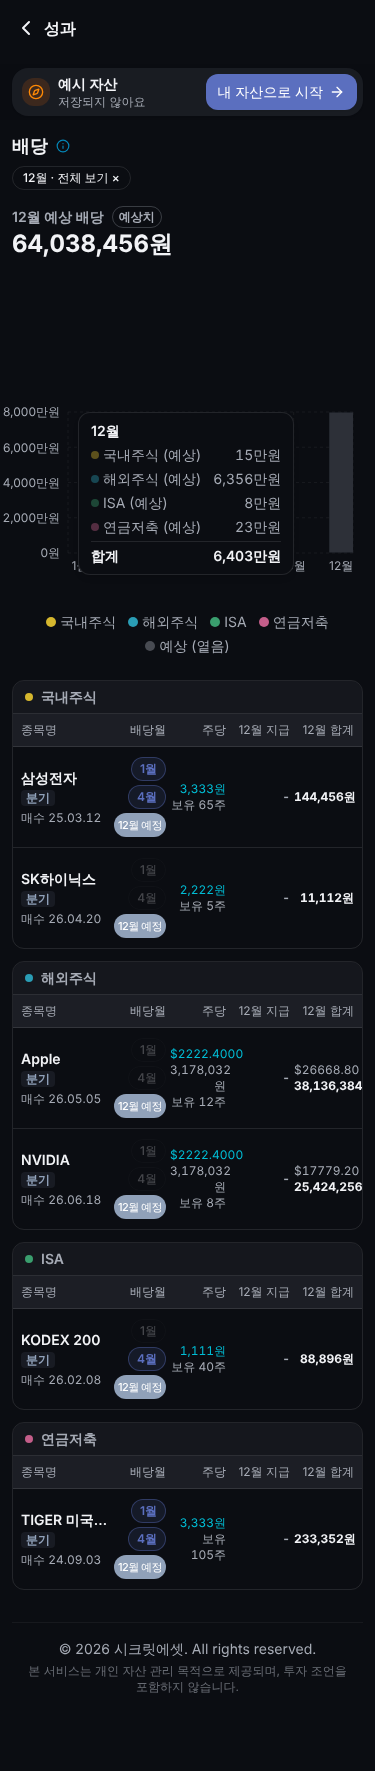 성과
예시 자산
저장되지 않아요
내 자산으로 시작 →
배당
12월 · 전체 보기 ×
12월 예상 배당 예상치
64,038,456원
8,000만원
6,000만원
4,000만원
2,000만원
0원
12월
국내주식 (예상) 15만원
해외주식 (예상) 6,356만원
ISA (예상) 8만원
연금저축 (예상) 23만원
합계 6,403만원
12월
국내주식 해외주식 ISA 연금저축
예상 (옅음)
국내주식
종목명 배당월 주당 12월 지급 12월 합계
삼성전자
분기
매수 25.03.12
1월
4월
12월 예정
3,333원
보유 65주
- 144,456원
SK하이닉스
분기
매수 26.04.20
1월
4월
12월 예정
2,222원
보유 5주
- 11,112원
해외주식
종목명 배당월 주당 12월 지급 12월 합계
Apple
분기
매수 26.05.05
1월
4월
12월 예정
$2222.4000
3,178,032
원
보유 12주
- $26668.80
38,136,384
NVIDIA
분기
매수 26.06.18
1월
4월
12월 예정
$2222.4000
3,178,032
원
보유 8주
- $17779.20
25,424,256
ISA
종목명 배당월 주당 12월 지급 12월 합계
KODEX 200
분기
매수 26.02.08
1월
4월
12월 예정
1,111원
보유 40주
- 88,896원
연금저축
종목명 배당월 주당 12월 지급 12월 합계
TIGER 미국...
분기
매수 24.09.03
1월
4월
12월 예정
3,333원
보유
105주
- 233,352원
© 2026 시크릿에셋. All rights reserved.
본 서비스는 개인 자산 관리 목적으로 제공되며, 투자 조언을
포함하지 않습니다.